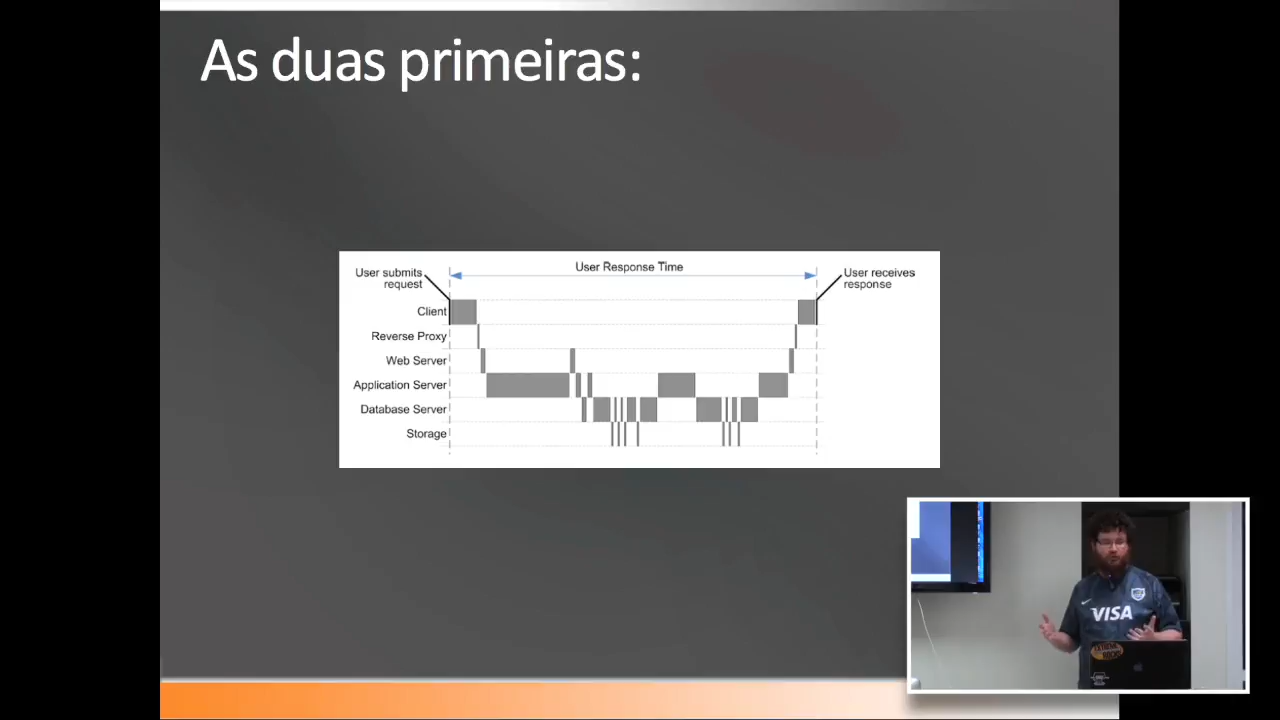 As duas primeiras:
User Response Time
User submits
request
User receives
response
Client
Reverse Proxy
Web Server
Application Server
Database Server
Storage
VISA